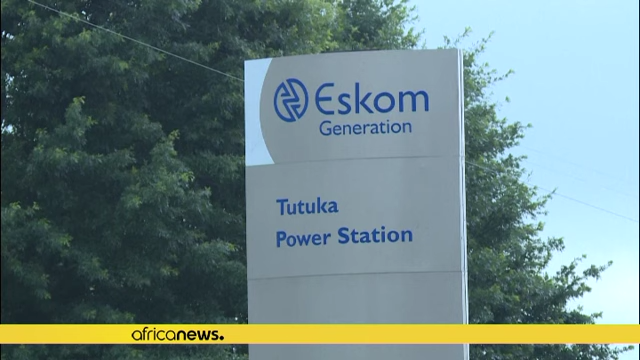 Eskom
Generation
Tutuka
Power Station
africanews.